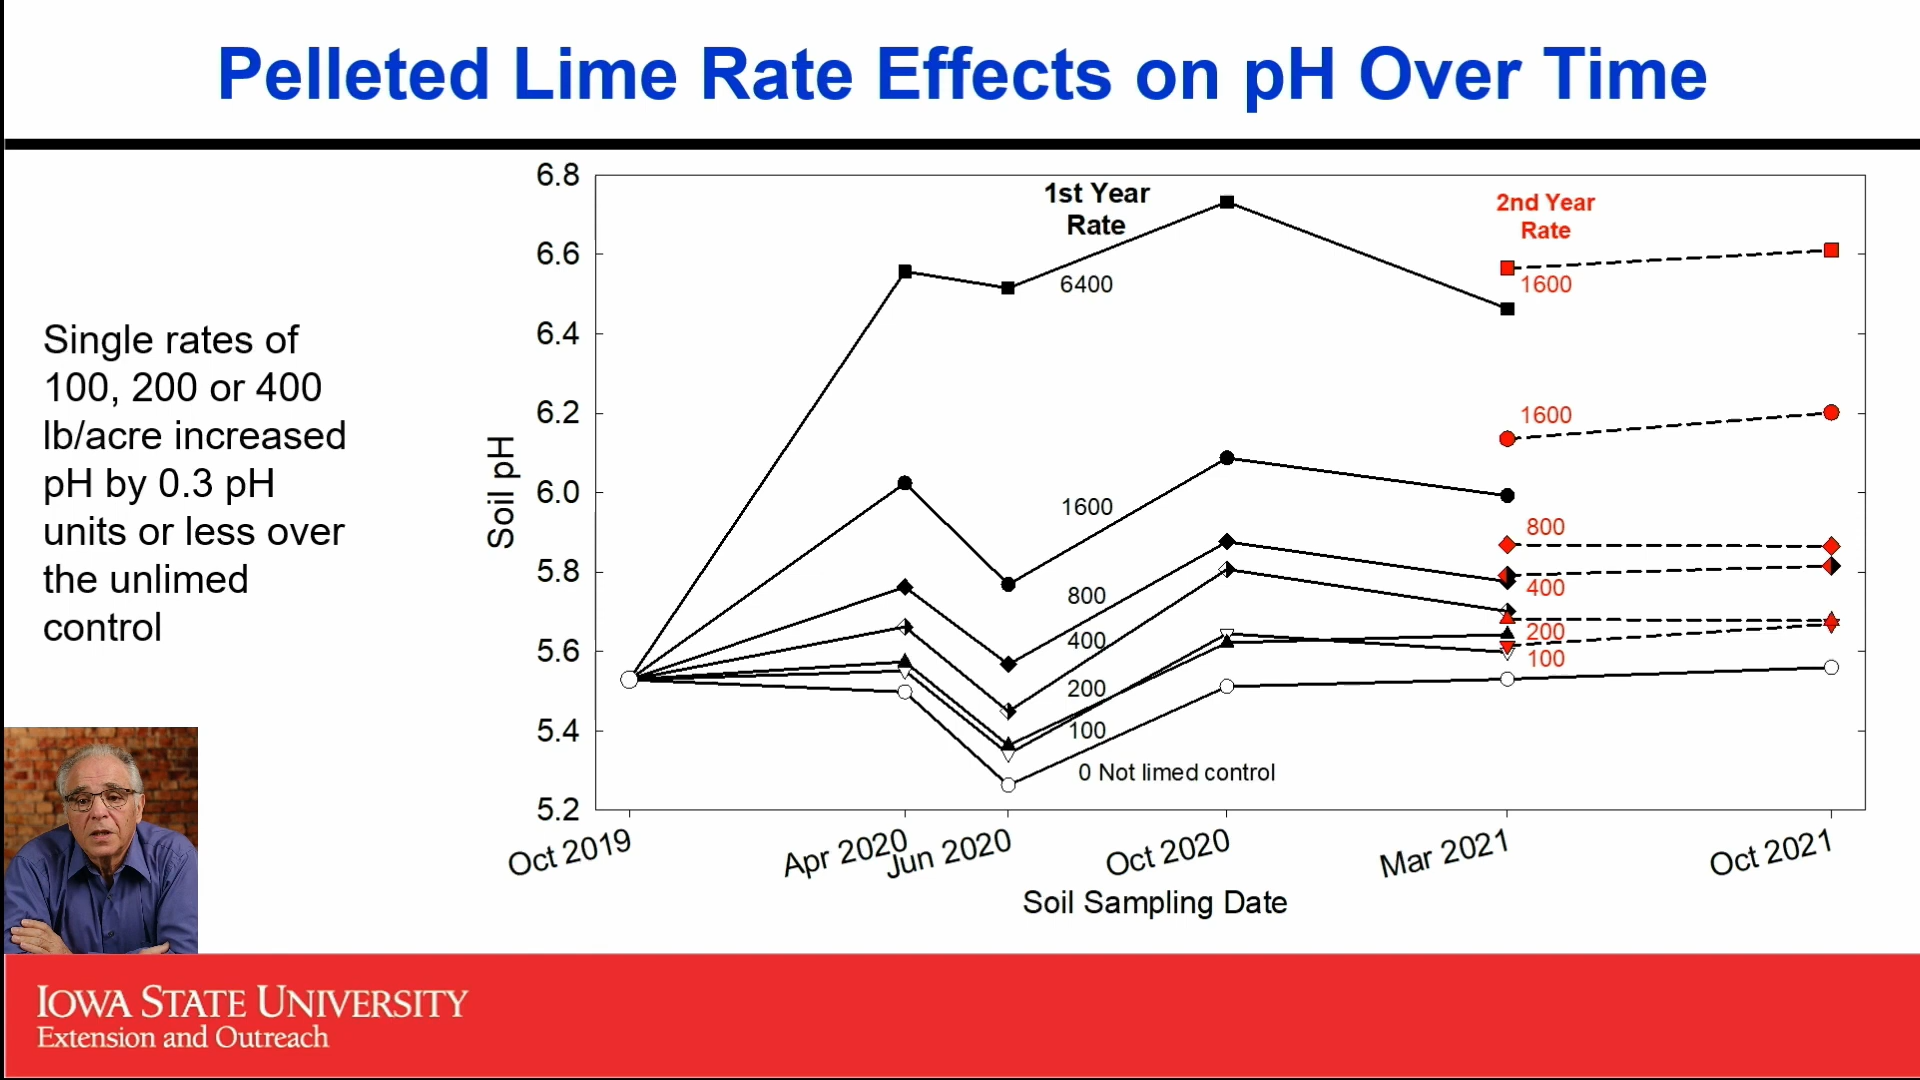 Pelleted Lime Rate Effects on pH Over Time
Single rates of
100, 200 or 400
lb/acre increased
pH by 0.3 pH
units or less over
the unlimed
control
Soil pH
6.8
6.6
6.4
6.2
6.0
5.8
5.6
5.4
5.2
1st Year
Rate
6400
1600
800
400
200
100
0 Not limed control
2nd Year
Rate
1600
1600
800
400
200
100
Oct 2019
Apr 2020
Jun 2020
Oct 2020
Mar 2021
Oct 2021
Soil Sampling Date
IOWA STATE UNIVERSITY
Extension and Outreach